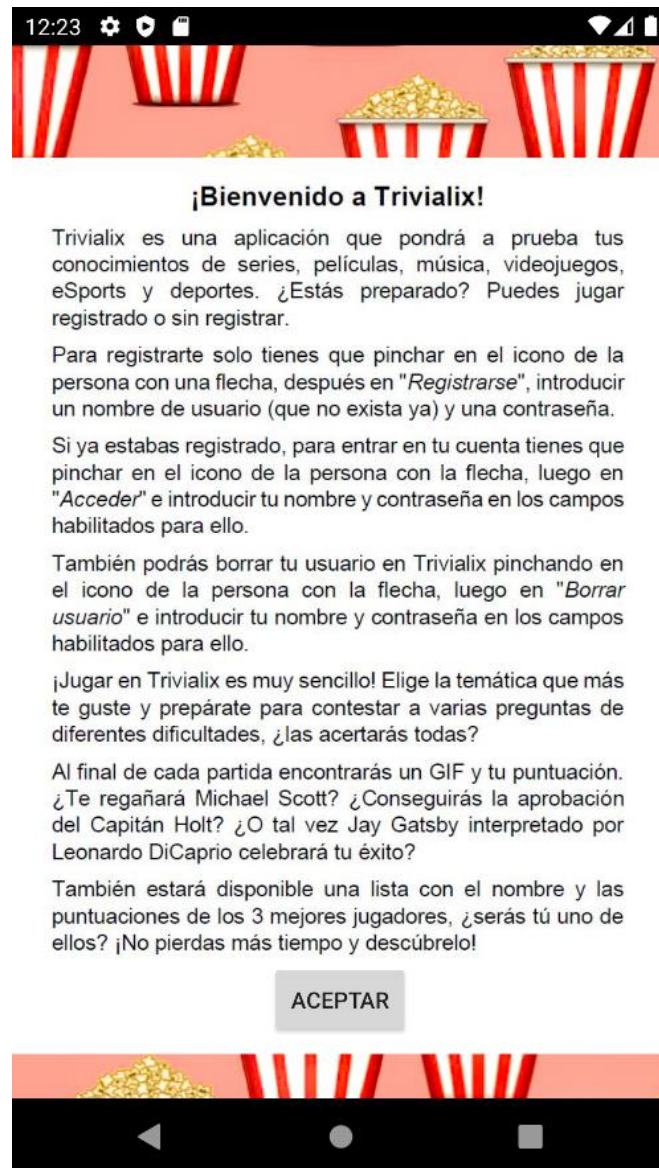 12:23
¡Bienvenido a Trivialix!
Trivialix es una aplicación que pondrá a prueba tus
conocimientos de series, películas, música, videojuegos,
eSports y deportes. ¿Estás preparado? Puedes jugar
registrado o sin registrar.
Para registrarte solo tienes que pinchar en el icono de la
persona con una flecha, después en "Registrarse", introducir
un nombre de usuario (que no exista ya) y una contraseña.
Si ya estabas registrado, para entrar en tu cuenta tienes que
pinchar en el icono de la persona con la flecha, luego en
"Acceder" e introducir tu nombre y contraseña en los campos
habilitados para ello.
También podrás borrar tu usuario en Trivialix pinchando en
el icono de la persona con la flecha, luego en "Borrar
usuario" e introducir tu nombre y contraseña en los campos
habilitados para ello.
¡Jugar en Trivialix es muy sencillo! Elige la temática que más
te guste y prepárate para contestar a varias preguntas de
diferentes dificultades, ¿las acertarás todas?
Al final de cada partida encontrarás un GIF y tu puntuación.
¿Te regañará Michael Scott? ¿Conseguirás la aprobación
del Capitán Holt? ¿O tal vez Jay Gatsby interpretado por
Leonardo DiCaprio celebrará tu éxito?
También estará disponible una lista con el nombre y las
puntuaciones de los 3 mejores jugadores, ¿serás tú uno de
ellos? ¡No pierdas más tiempo y descúbrelo!
ACEPTAR